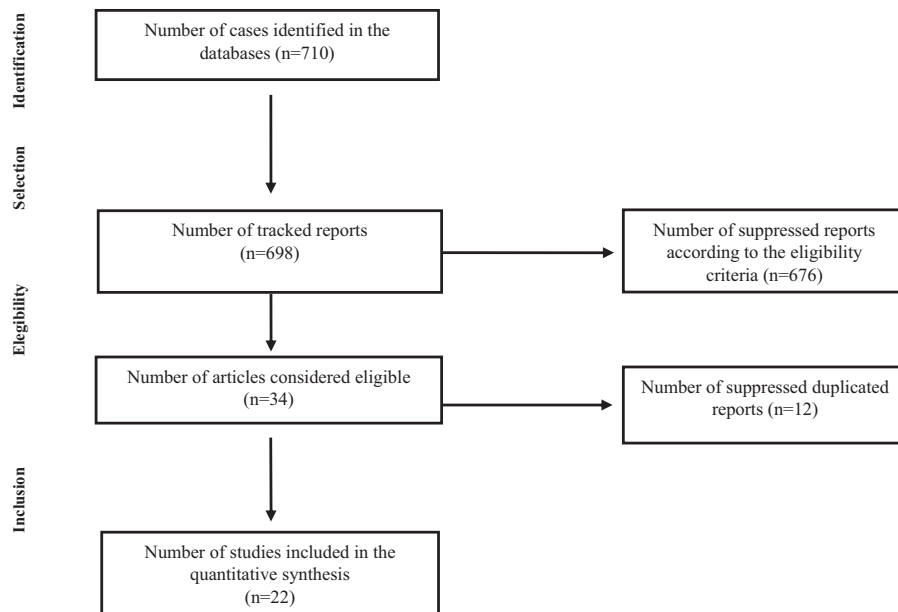 Identification
Number of cases identified in the
databases (n=710)
Selection
Number of tracked reports
(n=698)
Number of suppressed reports
according to the eligibility
criteria (n=676)
Elegibility
Number of articles considered eligible
(n=34)
Number of suppressed duplicated
reports (n=12)
Inclusion
Number of studies included in the
quantitative synthesis
(n=22)